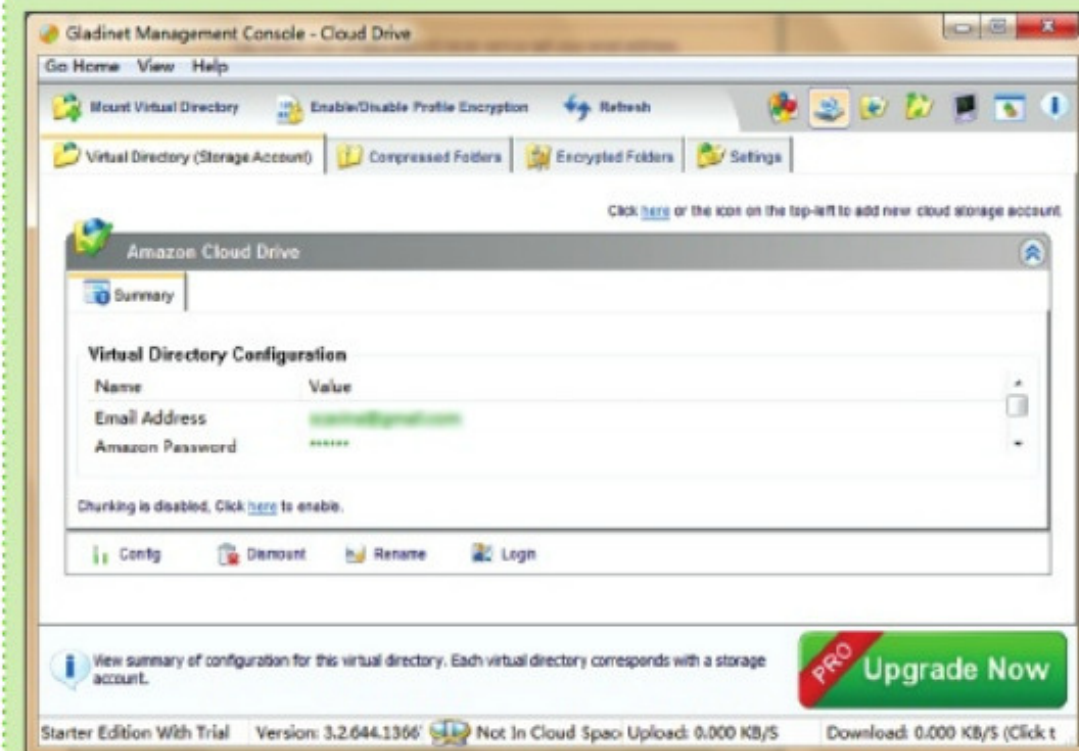 Gladinet Management Console - Cloud Drive
Go Home View Help
Mount Virtual Directory Enable/Disable Profile Encryption Refresh
Virtual Directory (Storage Account) Compressed Folders Encrypted Folders Settings
Click here or the icon on the top-left to add new cloud storage account.
Amazon Cloud Drive
Summary
Virtual Directory Configuration
Name Value
Email Address
Amazon Password ******
Chunking is disabled, Click here to enable.
Config Dismount Rename Login
View summary of configuration for this virtual directory. Each virtual directory corresponds with a storage
account.
PRO Upgrade Now
Starter Edition With Trial Version: 3.2.644.1366 Not In Cloud Spac Upload: 0.000 KB/S Download: 0.000 KB/S (Click t